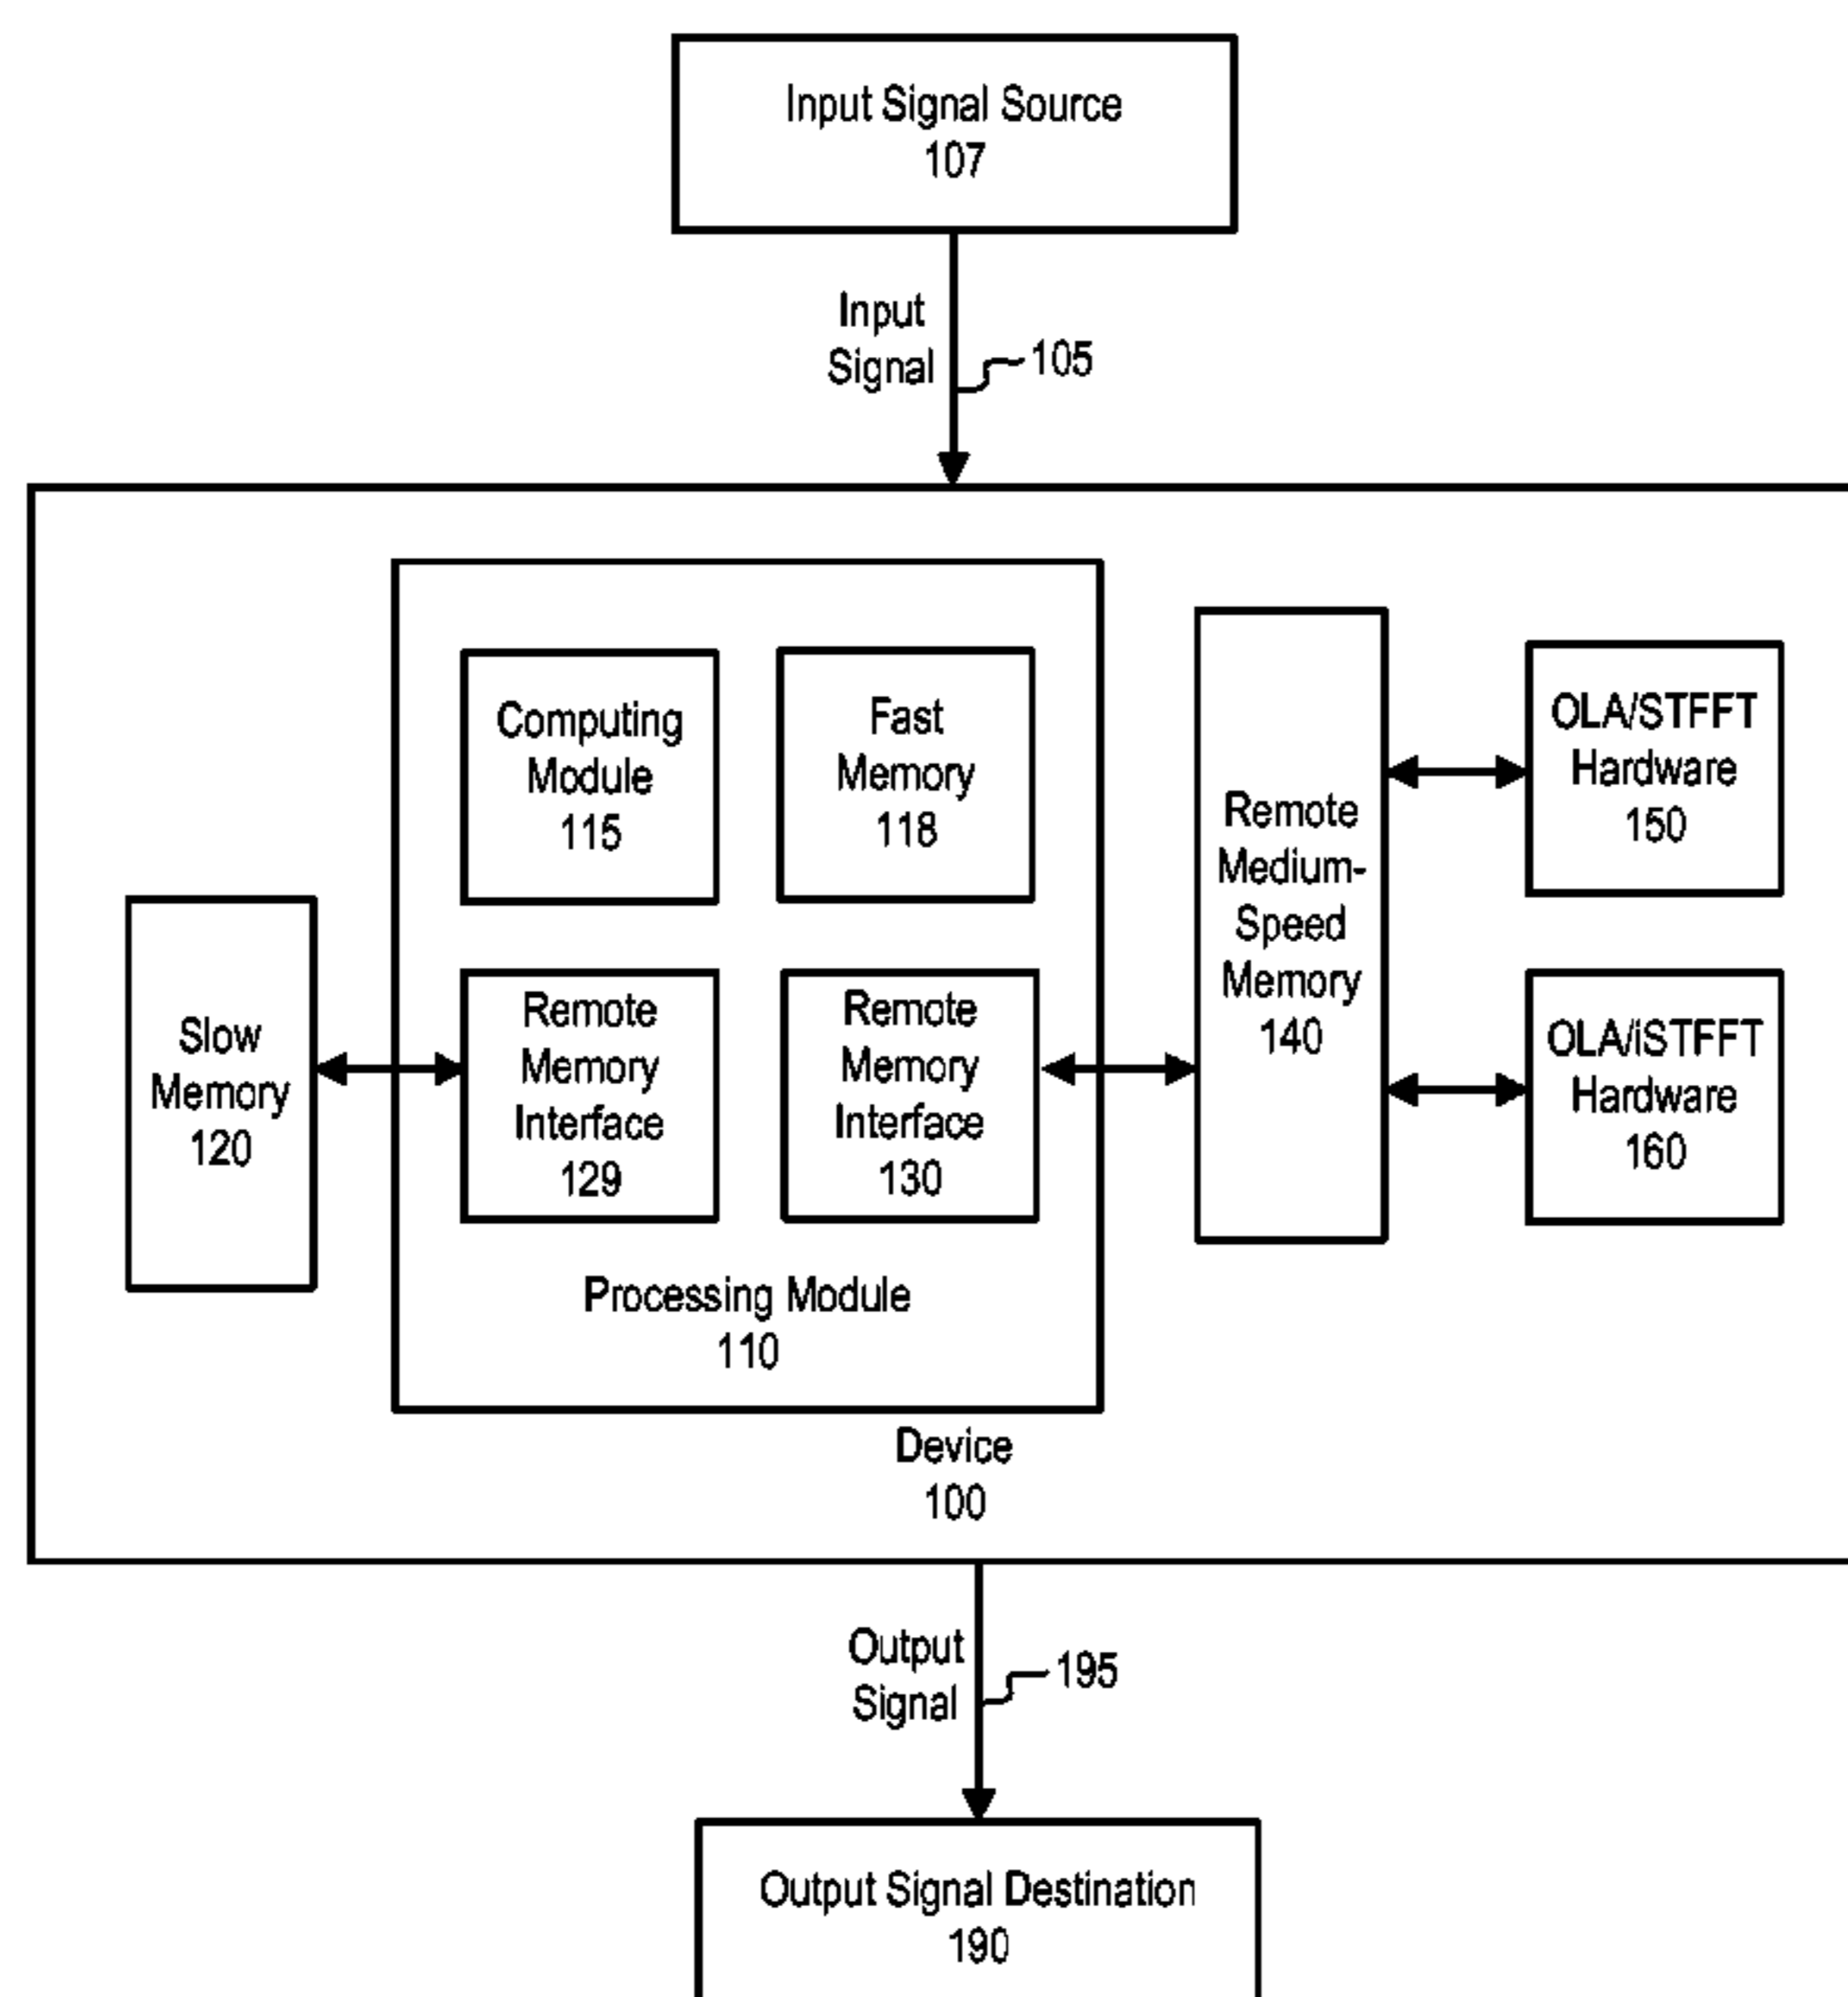 Input Signal Source
107
Input
Signal
105
Computing
Module
115
Fast
Memory
118
Remote
Medium-
Speed
Memory
140
OLA/STFFT
Hardware
150
Slow
Memory
120
Remote
Memory
Interface
129
Remote
Memory
Interface
130
OLA/iSTFFT
Hardware
160
Processing Module
110
Device
100
Output
Signal
195
Output Signal Destination
190